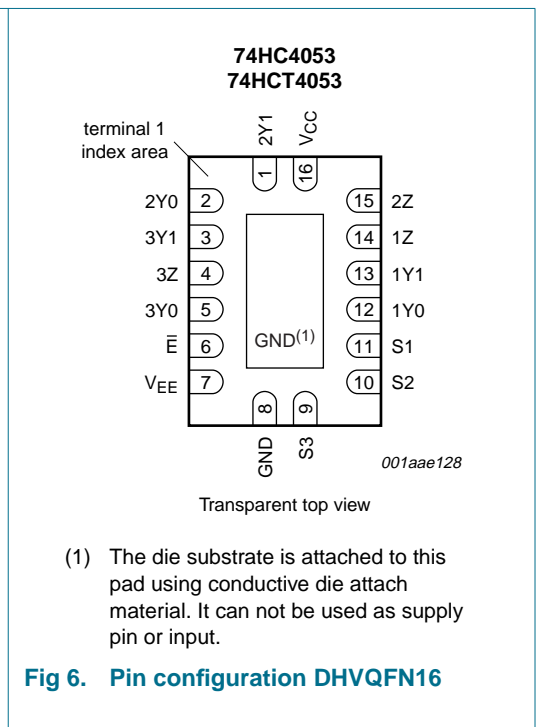 74HC4053
74HCT4053
terminal 1
index area
2Y1
VCC
1
16
2Y0 2
15 2Z
3Y1 3
14 1Z
3Z 4
13 1Y1
3Y0 5
12 1Y0
GND(1)
E̅ 6
11 S1
VEE 7
10 S2
8
9
GND
S3
001aae128
Transparent top view
(1) The die substrate is attached to this
pad using conductive die attach
material. It can not be used as supply
pin or input.
Fig 6. Pin configuration DHVQFN16